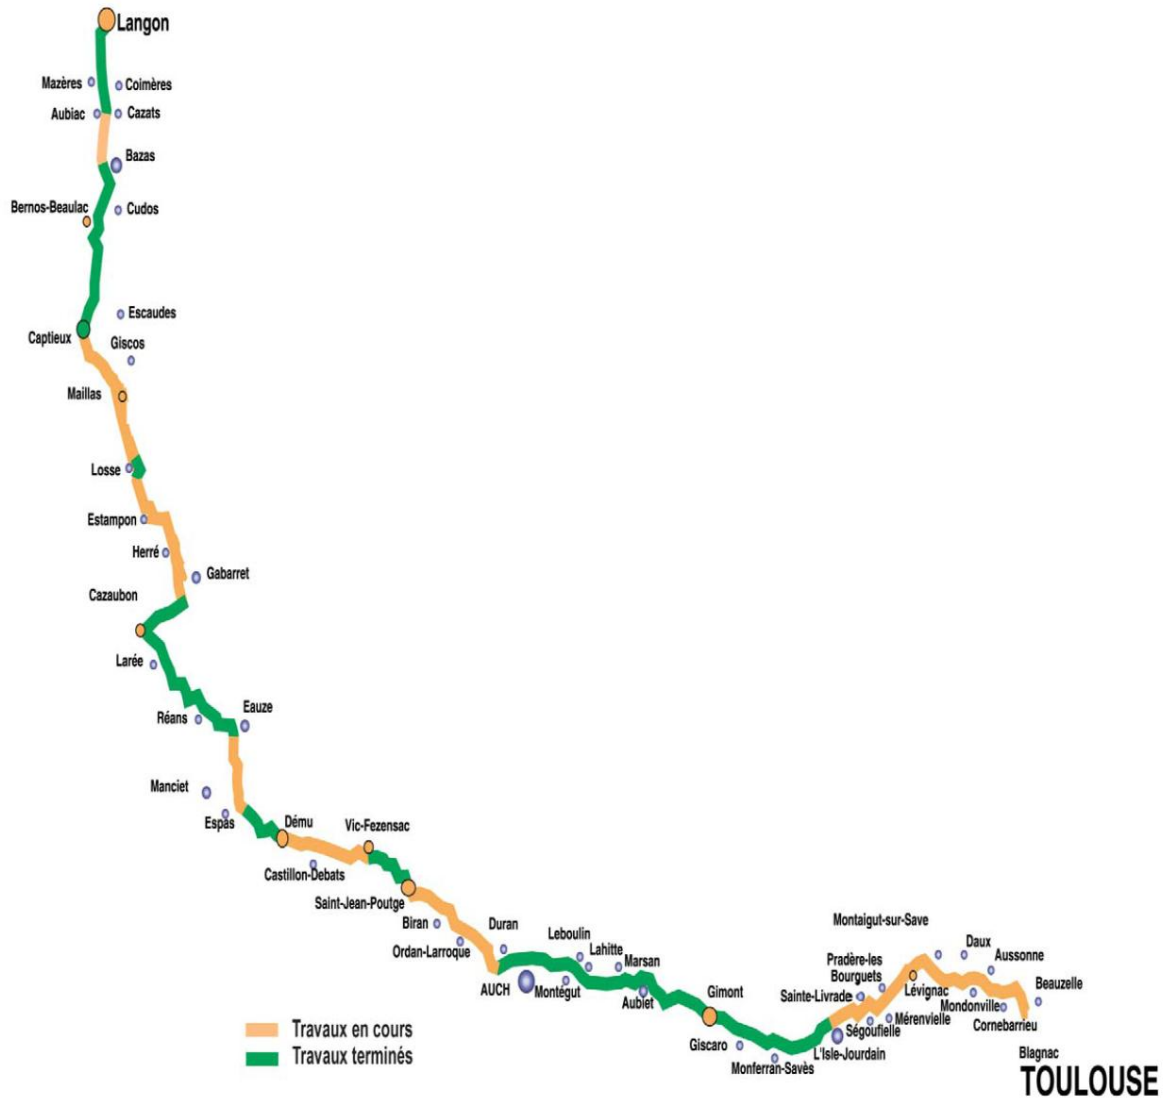 Langon
Mazères
Coimères
Aubiac
Cazats
Bazas
Bernos-Beaulac
Cudos
Escaudes
Captieux
Giscos
Maillas
Losse
Estampon
Herré
Gabarret
Cazaubon
Larée
Réans
Eauze
Manciet
Espas
Dému
Vic-Fezensac
Castillon-Debats
Saint-Jean-Poutge
Biran
Ordan-Larroque
Duran
AUCH
Montégut
Leboulin
Lahitte
Marsan
Aubiet
Gimont
Giscaro
Monferran-Savès
L'Isle-Jourdain
Ségoufielle
Mérenvielle
Sainte-Livrade
Pradère-les
Bourguets
Montaigut-sur-Save
Lévignac
Daux
Mondonville
Aussonne
Cornebarrieu
Beauzelle
Blagnac
TOULOUSE
Travaux en cours
Travaux terminés